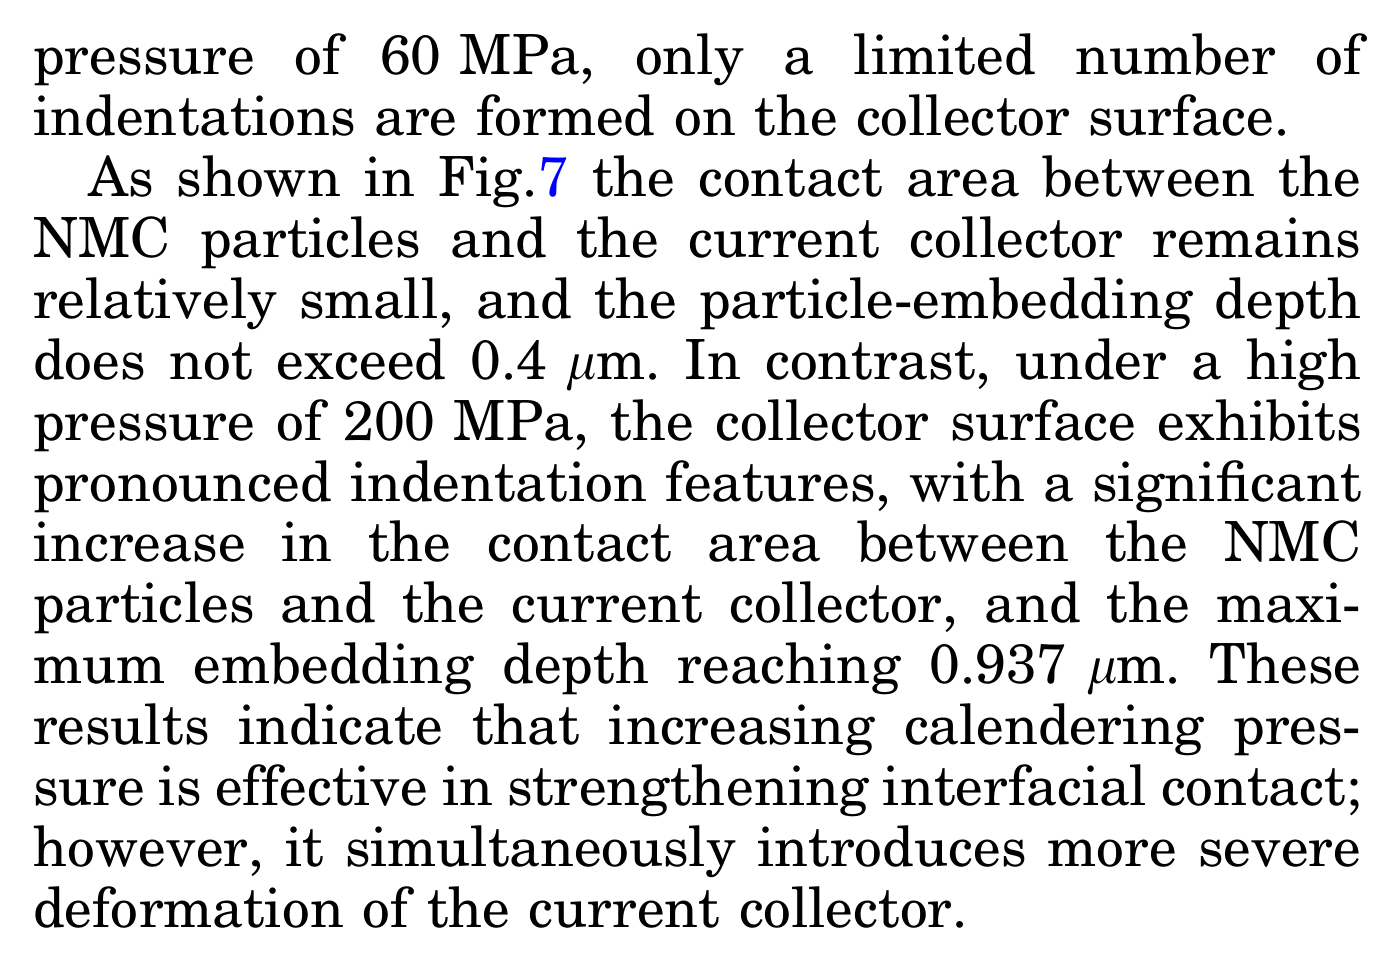 pressure of 60 MPa, only a limited number of
indentations are formed on the collector surface.
As shown in Fig.7 the contact area between the
NMC particles and the current collector remains
relatively small, and the particle-embedding depth
does not exceed 0.4 μm. In contrast, under a high
pressure of 200 MPa, the collector surface exhibits
pronounced indentation features, with a significant
increase in the contact area between the NMC
particles and the current collector, and the maxi-
mum embedding depth reaching 0.937 μm. These
results indicate that increasing calendering pres-
sure is effective in strengthening interfacial contact;
however, it simultaneously introduces more severe
deformation of the current collector.